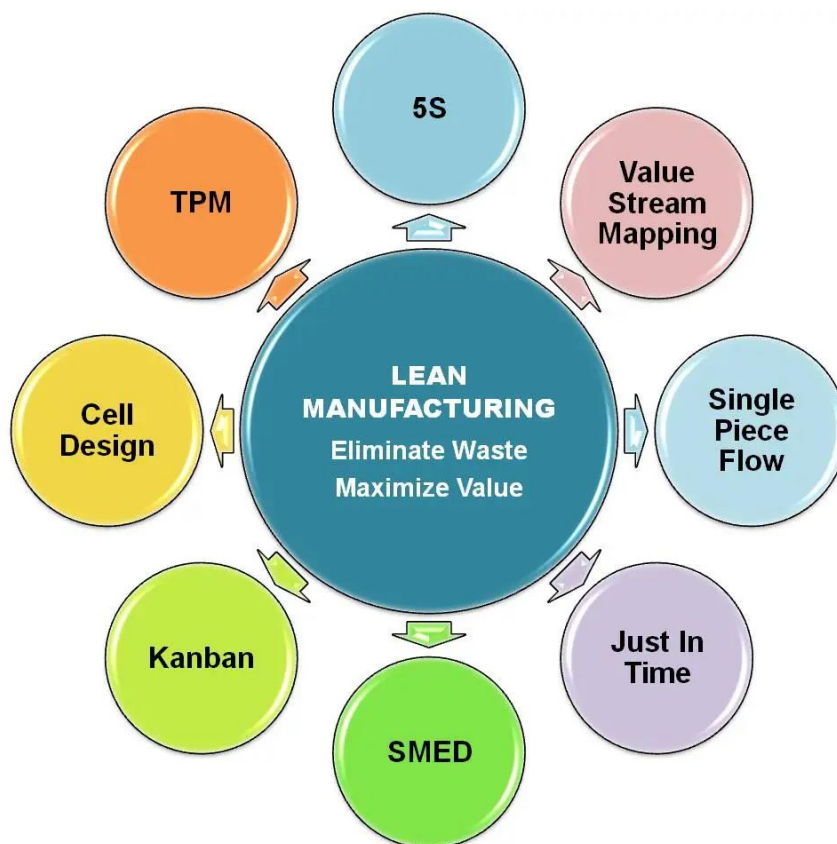 5S
TPM
Value
Stream
Mapping
LEAN
MANUFACTURING
Eliminate Waste
Maximize Value
Cell
Design
Single
Piece
Flow
Kanban
Just In
Time
SMED